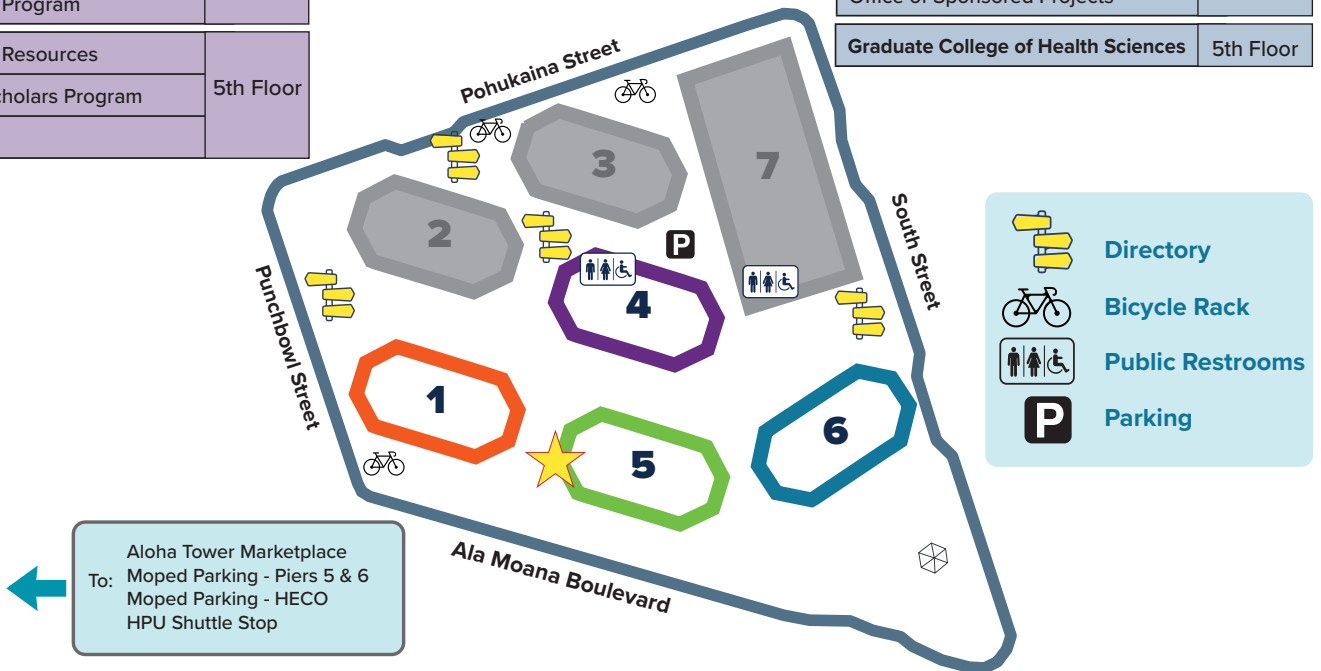 Program
Resources
cholars Program
5th Floor
Office of Sponsored Projects
Graduate College of Health Sciences
5th Floor
Pohukaina Street
3
7
2
P
4
South Street
Punchbowl Street
1
6
5
Directory
Bicycle Rack
Public Restrooms
P
Parking
Ala Moana Boulevard
To:
Aloha Tower Marketplace
Moped Parking - Piers 5 & 6
Moped Parking - HECO
HPU Shuttle Stop